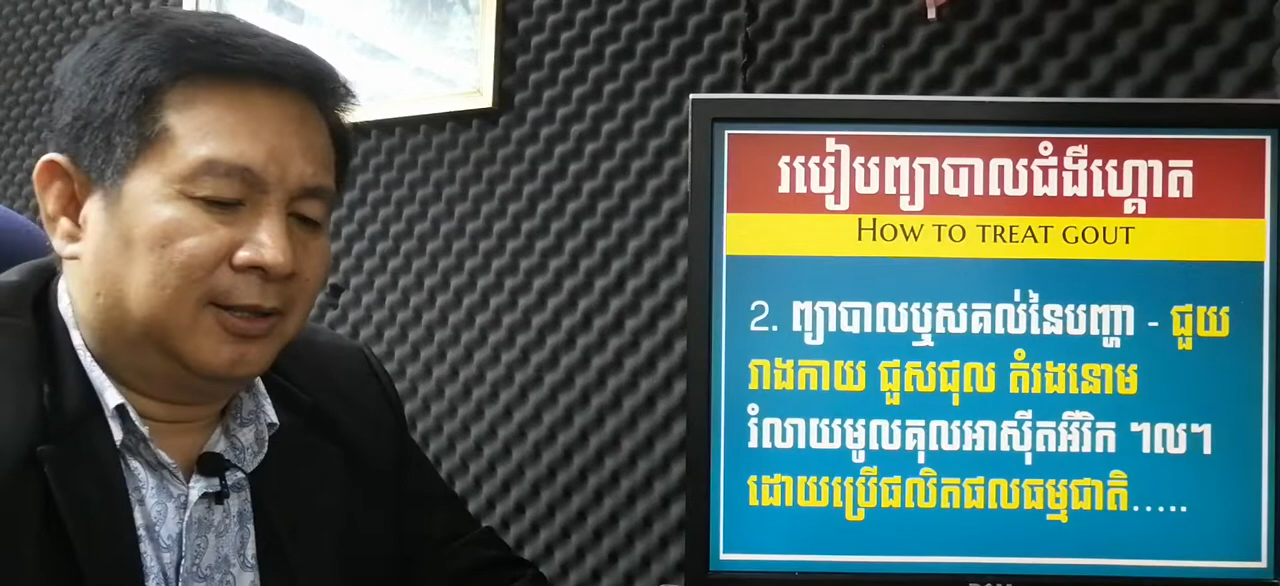 របៀបព្យាបាលជំងឺហ្គោត
How to treat gout
2. ព្យាបាលឬសគល់នៃបញ្ហា - ជួយ
រាងកាយ ជួសជុល តំរងនោម
រំលាយមូលគុលអាស៊ីតអ៊ីរិក ។ល។
ដោយប្រើផលិតផលធម្មជាតិ.....